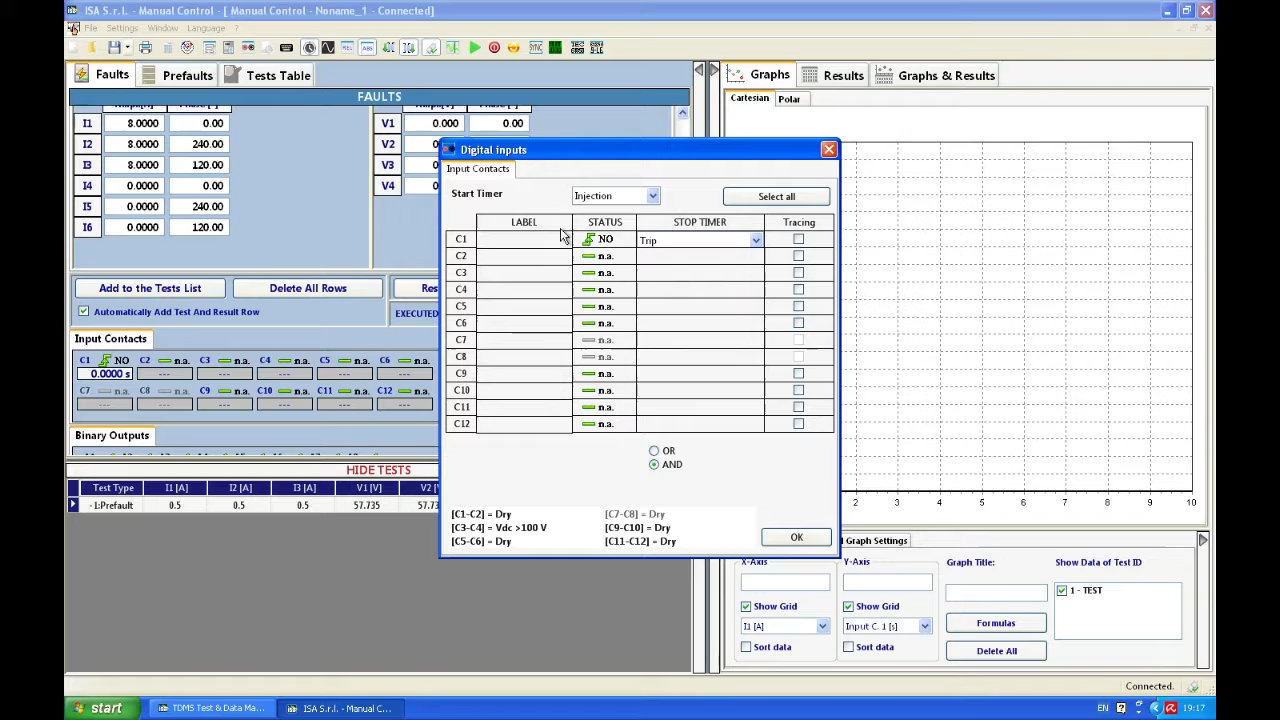 ISA S.r.l. - Manual Control - [ Manual Control - Noname_1 - Connected]
File Settings Window Language ?
Faults Prefaults Tests Table
FAULTS
I1 8.0000 0.00
I2 8.0000 240.00
I3 8.0000 120.00
I4 0.0000 0.00
I5 0.0000 240.00
I6 0.0000 120.00
V1 0.000 0.00
V2
V3
V4
Add to the Tests List Delete All Rows
Automatically Add Test And Result Row EXECUTED
Input Contacts
C1 NO C2 n.a. C3 n.a. C4 n.a. C5 n.a. C6 n.a.
0.0000 s --- --- --- --- ---
C7 n.a. C8 n.a. C9 n.a. C10 n.a. C11 n.a. C12 n.a.
--- --- --- --- --- ---
Binary Outputs
HIDE TESTS
Test Type I1 [A] I2 [A] I3 [A] V1 [V] V2 [
-1:Prefault 0.5 0.5 0.5 57.735 57.73
Digital inputs
Input Contacts
Start Timer Injection Select all
LABEL STATUS STOP TIMER Tracing
C1 NO Trip
C2 n.a.
C3 n.a.
C4 n.a.
C5 n.a.
C6 n.a.
C7 n.a.
C8 n.a.
C9 n.a.
C10 n.a.
C11 n.a.
C12 n.a.
OR
AND
[C1-C2] = Dry [C7-C8] = Dry
[C3-C4] = Vdc >100 V [C9-C10] = Dry
[C5-C6] = Dry [C11-C12] = Dry
OK
Graphs Results Graphs & Results
Cartesian Polar
2 3 4 5 6 7 8 9 10
Graph Settings
X-Axis Y-Axis Graph Title: Show Data of Test ID
1 - TEST
Show Grid Show Grid Formulas
I1 [A] Input C. 1 [s]
Sort data Sort data Delete All
Connected.
start TDMS Test & Data Ma... ISA S.r.l. - Manual C... EN 19:17